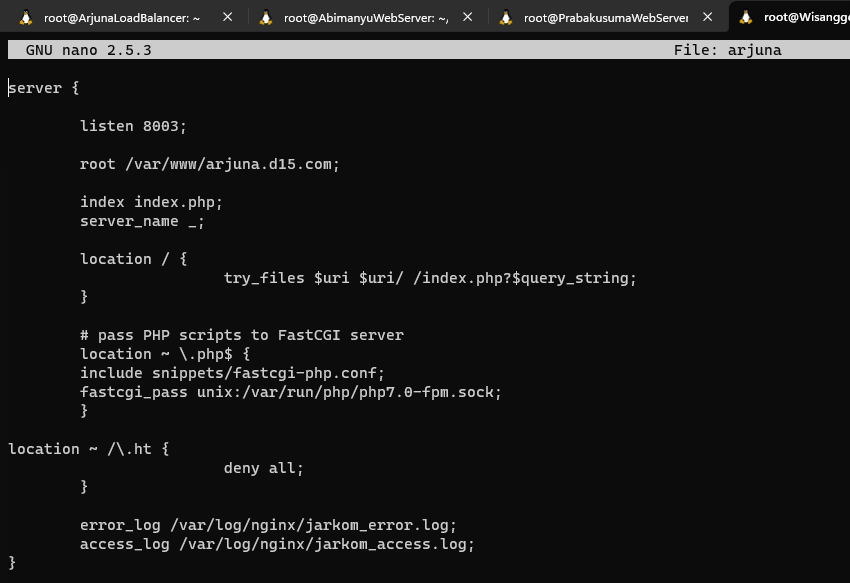 root@ArjunaLoadBalancer: ~
root@AbimanyuWebServer: ~,
root@PrabakusumaWebServer
root@Wisangge
GNU nano 2.5.3 File: arjuna
server {
listen 8003;
root /var/www/arjuna.d15.com;
index index.php;
server_name _;
location / {
try_files $uri $uri/ /index.php?$query_string;
}
# pass PHP scripts to FastCGI server
location ~ \.php$ {
include snippets/fastcgi-php.conf;
fastcgi_pass unix:/var/run/php/php7.0-fpm.sock;
}
location ~ /\.ht {
deny all;
}
error_log /var/log/nginx/jarkom_error.log;
access_log /var/log/nginx/jarkom_access.log;
}